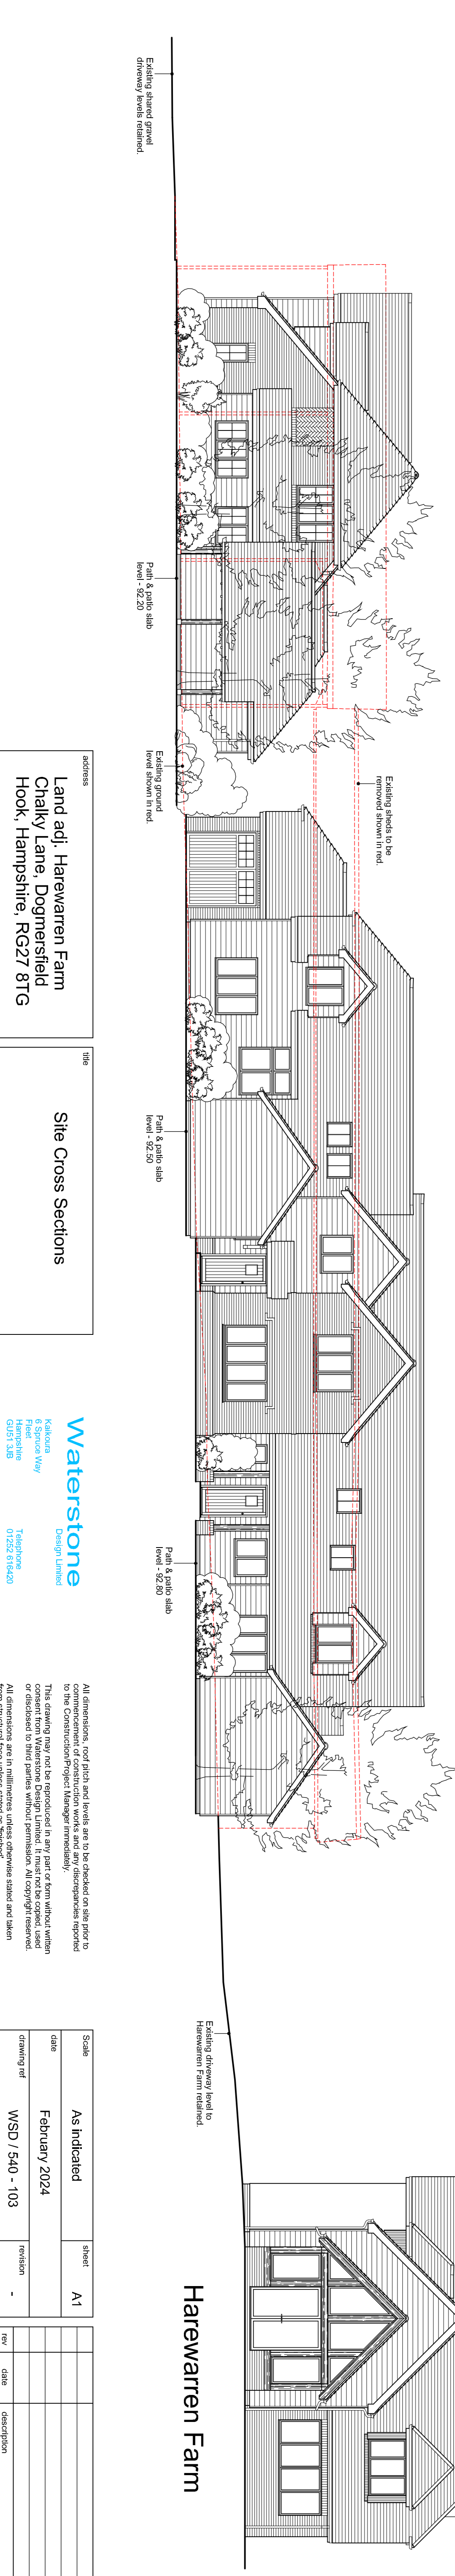 Existing shared gravel
driveway levels retained.
Path & patio slab
level - 92.20
Existing ground
level shown in red.
Existing sheds to be
removed shown in red.
Path & patio slab
level - 92.50
Path & patio slab
level - 92.80
Existing driveway level to
Harewarren Farm retained.
Harewarren Farm
address
Land adj. Harewarren Farm
Chalky Lane, Dogmersfield
Hook, Hampshire, RG27 8TG
title
Site Cross Sections
Waterstone
Design Limited
Kaikoura
6 Spruce Way
Fleet
Hampshire
GU51 3JB
Telephone
01252 616420
All dimensions, roof pitch and levels are to be checked on site prior to
commencement of construction works and any discrepancies reported
to the Construction/Project Manager immediately.
This drawing may not be reproduced in any part or form without written
consent from Waterstone Design Limited. It must not be copied, used
or disclosed to third parties without permission. All copyright reserved.
All dimensions are in millimetres unless otherwise stated and taken
Scale
As indicated
sheet
A1
date
February 2024
drawing ref
WSD / 540 - 103
revision
-
rev
date
description